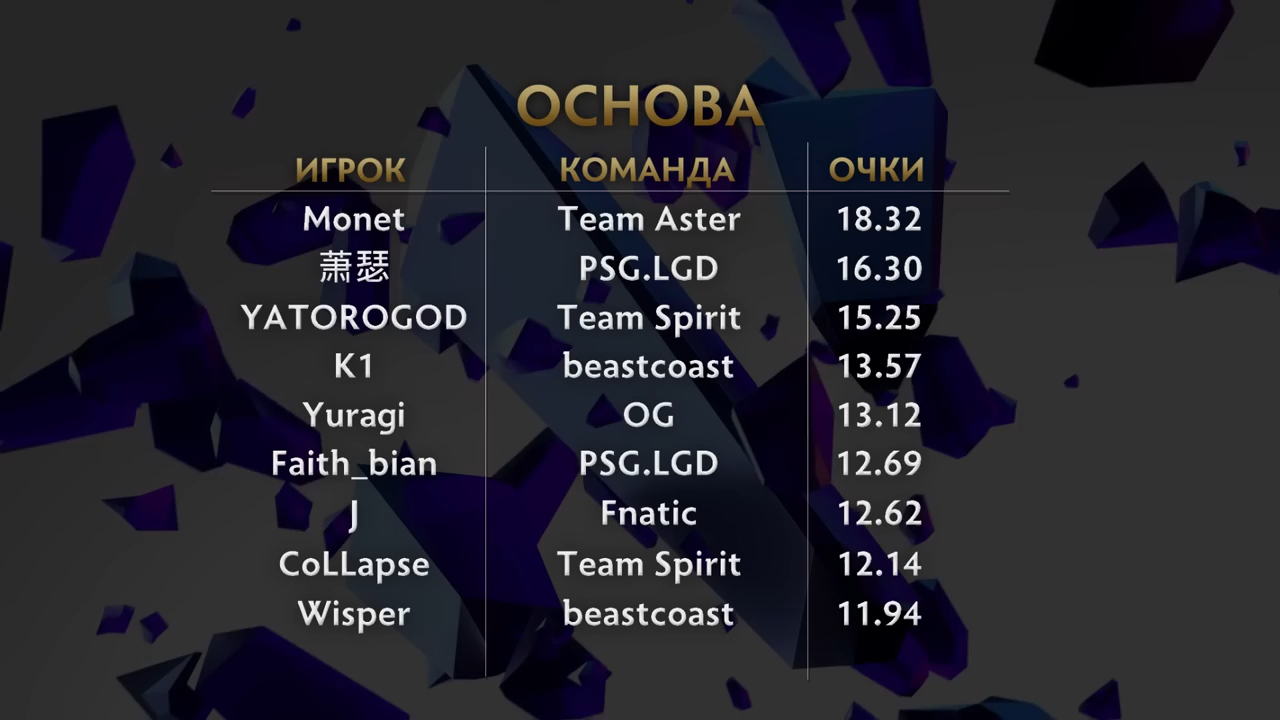 ОСНОВА
ИГРОК КОМАНДА ОЧКИ
Monet Team Aster 18.32
萧瑟 PSG.LGD 16.30
YATOROGOD Team Spirit 15.25
K1 beastcoast 13.57
Yuragi OG 13.12
Faith_bian PSG.LGD 12.69
J Fnatic 12.62
CoLLapse Team Spirit 12.14
Wisper beastcoast 11.94